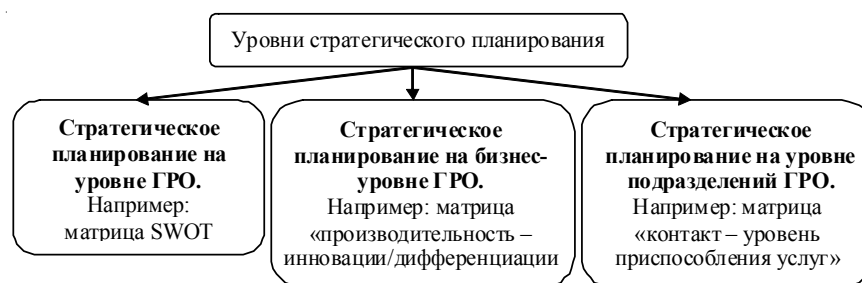 Уровни стратегического планирования
Стратегическое
планирование на
уровне ГРО.
Например:
матрица SWOT
Стратегическое
планирование на бизнес-
уровне ГРО.
Например: матрица
«производительность –
инновации/дифференциации
Стратегическое
планирование на уровне
подразделений ГРО.
Например: матрица
«контакт – уровень
приспособления услуг»